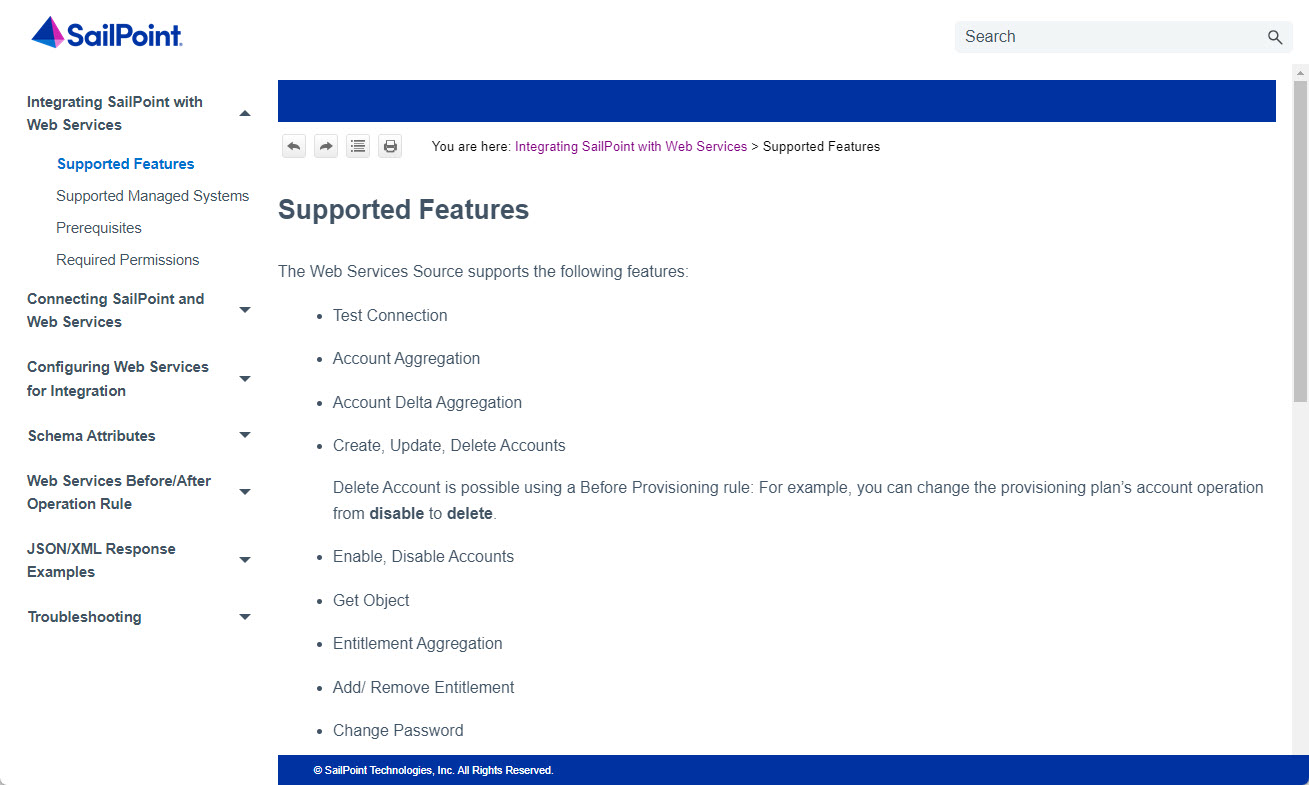 SailPoint.
Search
Integrating SailPoint with
Web Services
Supported Features
Supported Managed Systems
Prerequisites
Required Permissions
Connecting SailPoint and
Web Services
Configuring Web Services
for Integration
Schema Attributes
Web Services Before/After
Operation Rule
JSON/XML Response
Examples
Troubleshooting
You are here: Integrating SailPoint with Web Services > Supported Features
Supported Features
The Web Services Source supports the following features:
• Test Connection
• Account Aggregation
• Account Delta Aggregation
• Create, Update, Delete Accounts
Delete Account is possible using a Before Provisioning rule: For example, you can change the provisioning plan’s account operation
from disable to delete.
• Enable, Disable Accounts
• Get Object
• Entitlement Aggregation
• Add/ Remove Entitlement
• Change Password
© SailPoint Technologies, Inc. All Rights Reserved.